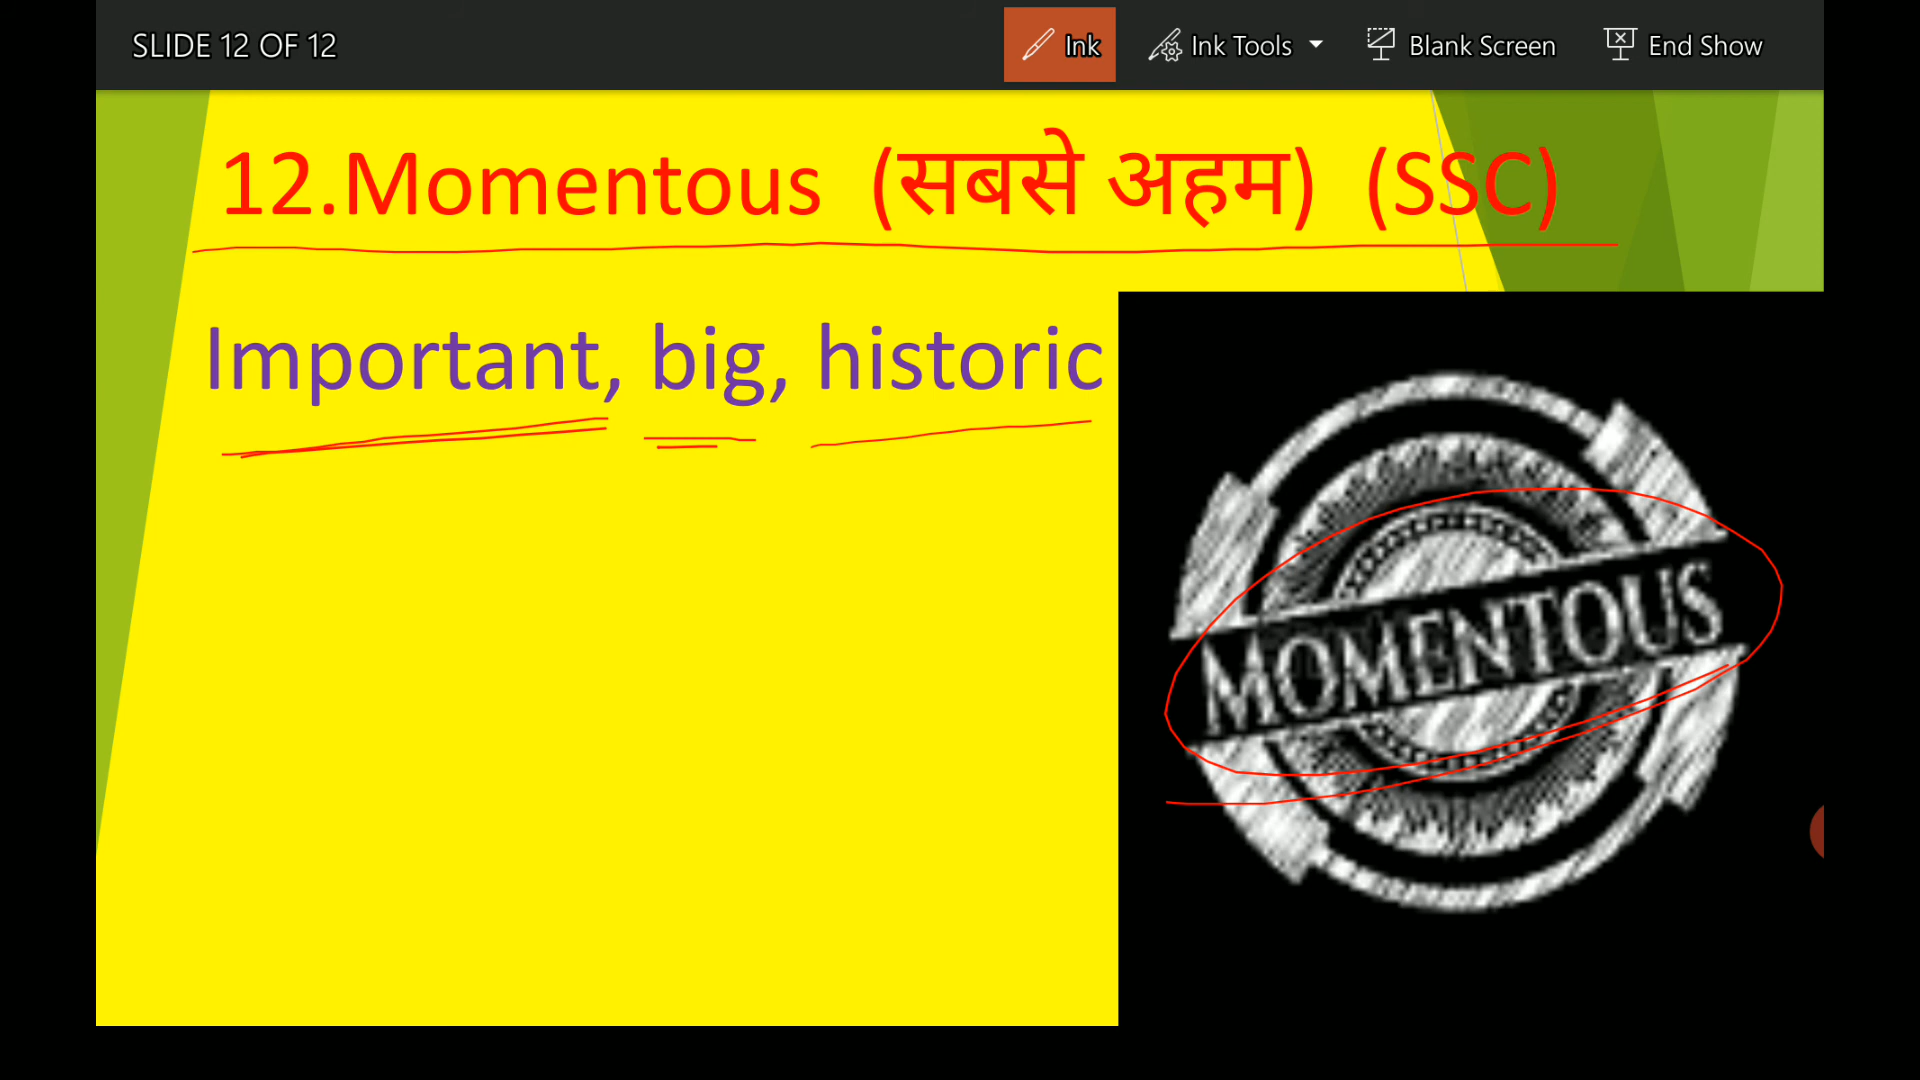 SLIDE 12 OF 12
Ink
Ink Tools
Blank Screen
End Show
12.Momentous (सबसे अहम) (SSC)
Important, big, historic
MOMENTOUS